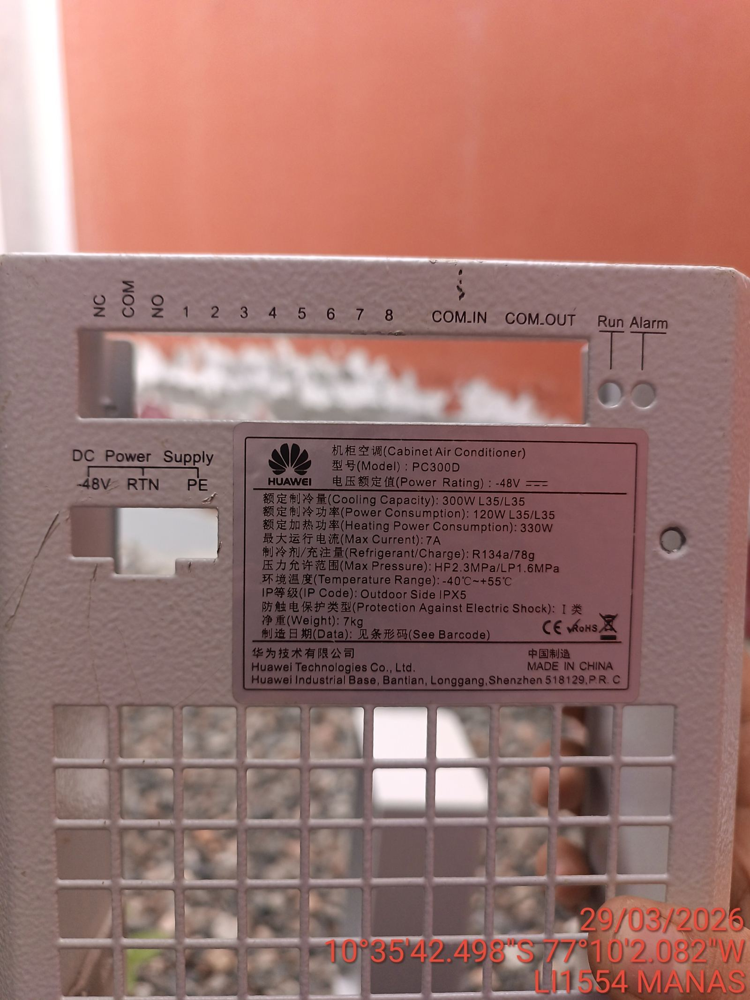 NC COM NO 1 2 3 4 5 6 7 8 COM_IN COM_OUT Run Alarm
DC Power Supply
-48V RTN PE
HUAWEI
机柜空调(Cabinet Air Conditioner)
型号(Model) : PC300D
电压额定值(Power Rating) : -48V
额定制冷量(Cooling Capacity): 300W L35/L35
额定制冷功率(Power Consumption): 120W L35/L35
额定加热功率(Heating Power Consumption): 330W
最大运行电流(Max Current): 7A
制冷剂/充注量(Refrigerant/Charge): R134a/78g
压力允许范围(Max Pressure): HP2.3MPa/LP1.6MPa
环境温度(Temperature Range): -40℃~+55℃
IP等级(IP Code): Outdoor Side IPX5
防触电保护类型(Protection Against Electric Shock): I 类
净重(Weight): 7kg
制造日期(Data): 见条形码(See Barcode)
CE RoHS
华为技术有限公司 中国制造
Huawei Technologies Co., Ltd. MADE IN CHINA
Huawei Industrial Base, Bantian, Longgang,Shenzhen 518129,P.R. C
29/03/2026
10°35'42.498"S 77°10'2.082"W
LI1554 MANAS